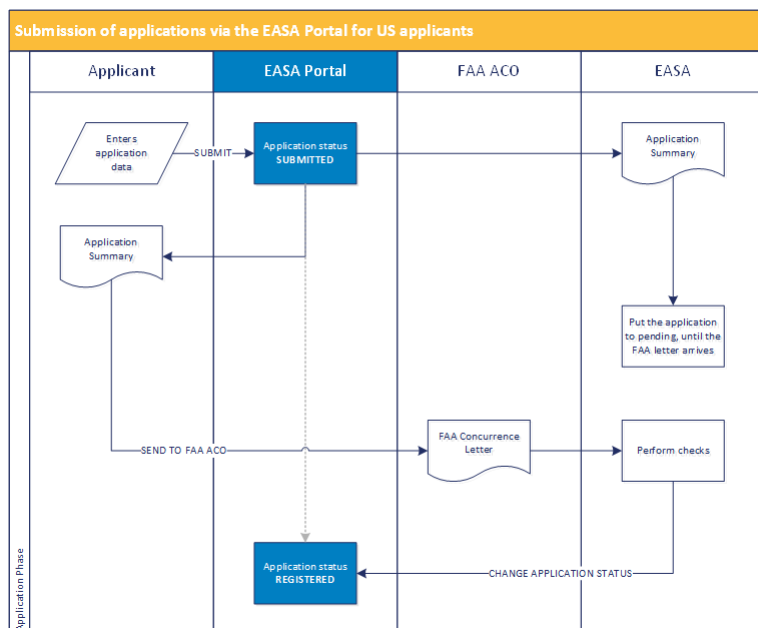 Submission of applications via the EASA Portal for US applicants
Applicant
EASA Portal
FAA ACO
EASA
Enters
application
data
SUBMIT
Application status
SUBMITTED
Application
Summary
Application
Summary
Put the application
to pending, until the
FAA letter arrives
SEND TO FAA ACO
FAA Concurrence
Letter
Perform checks
Application status
REGISTERED
CHANGE APPLICATION STATUS
Application Phase